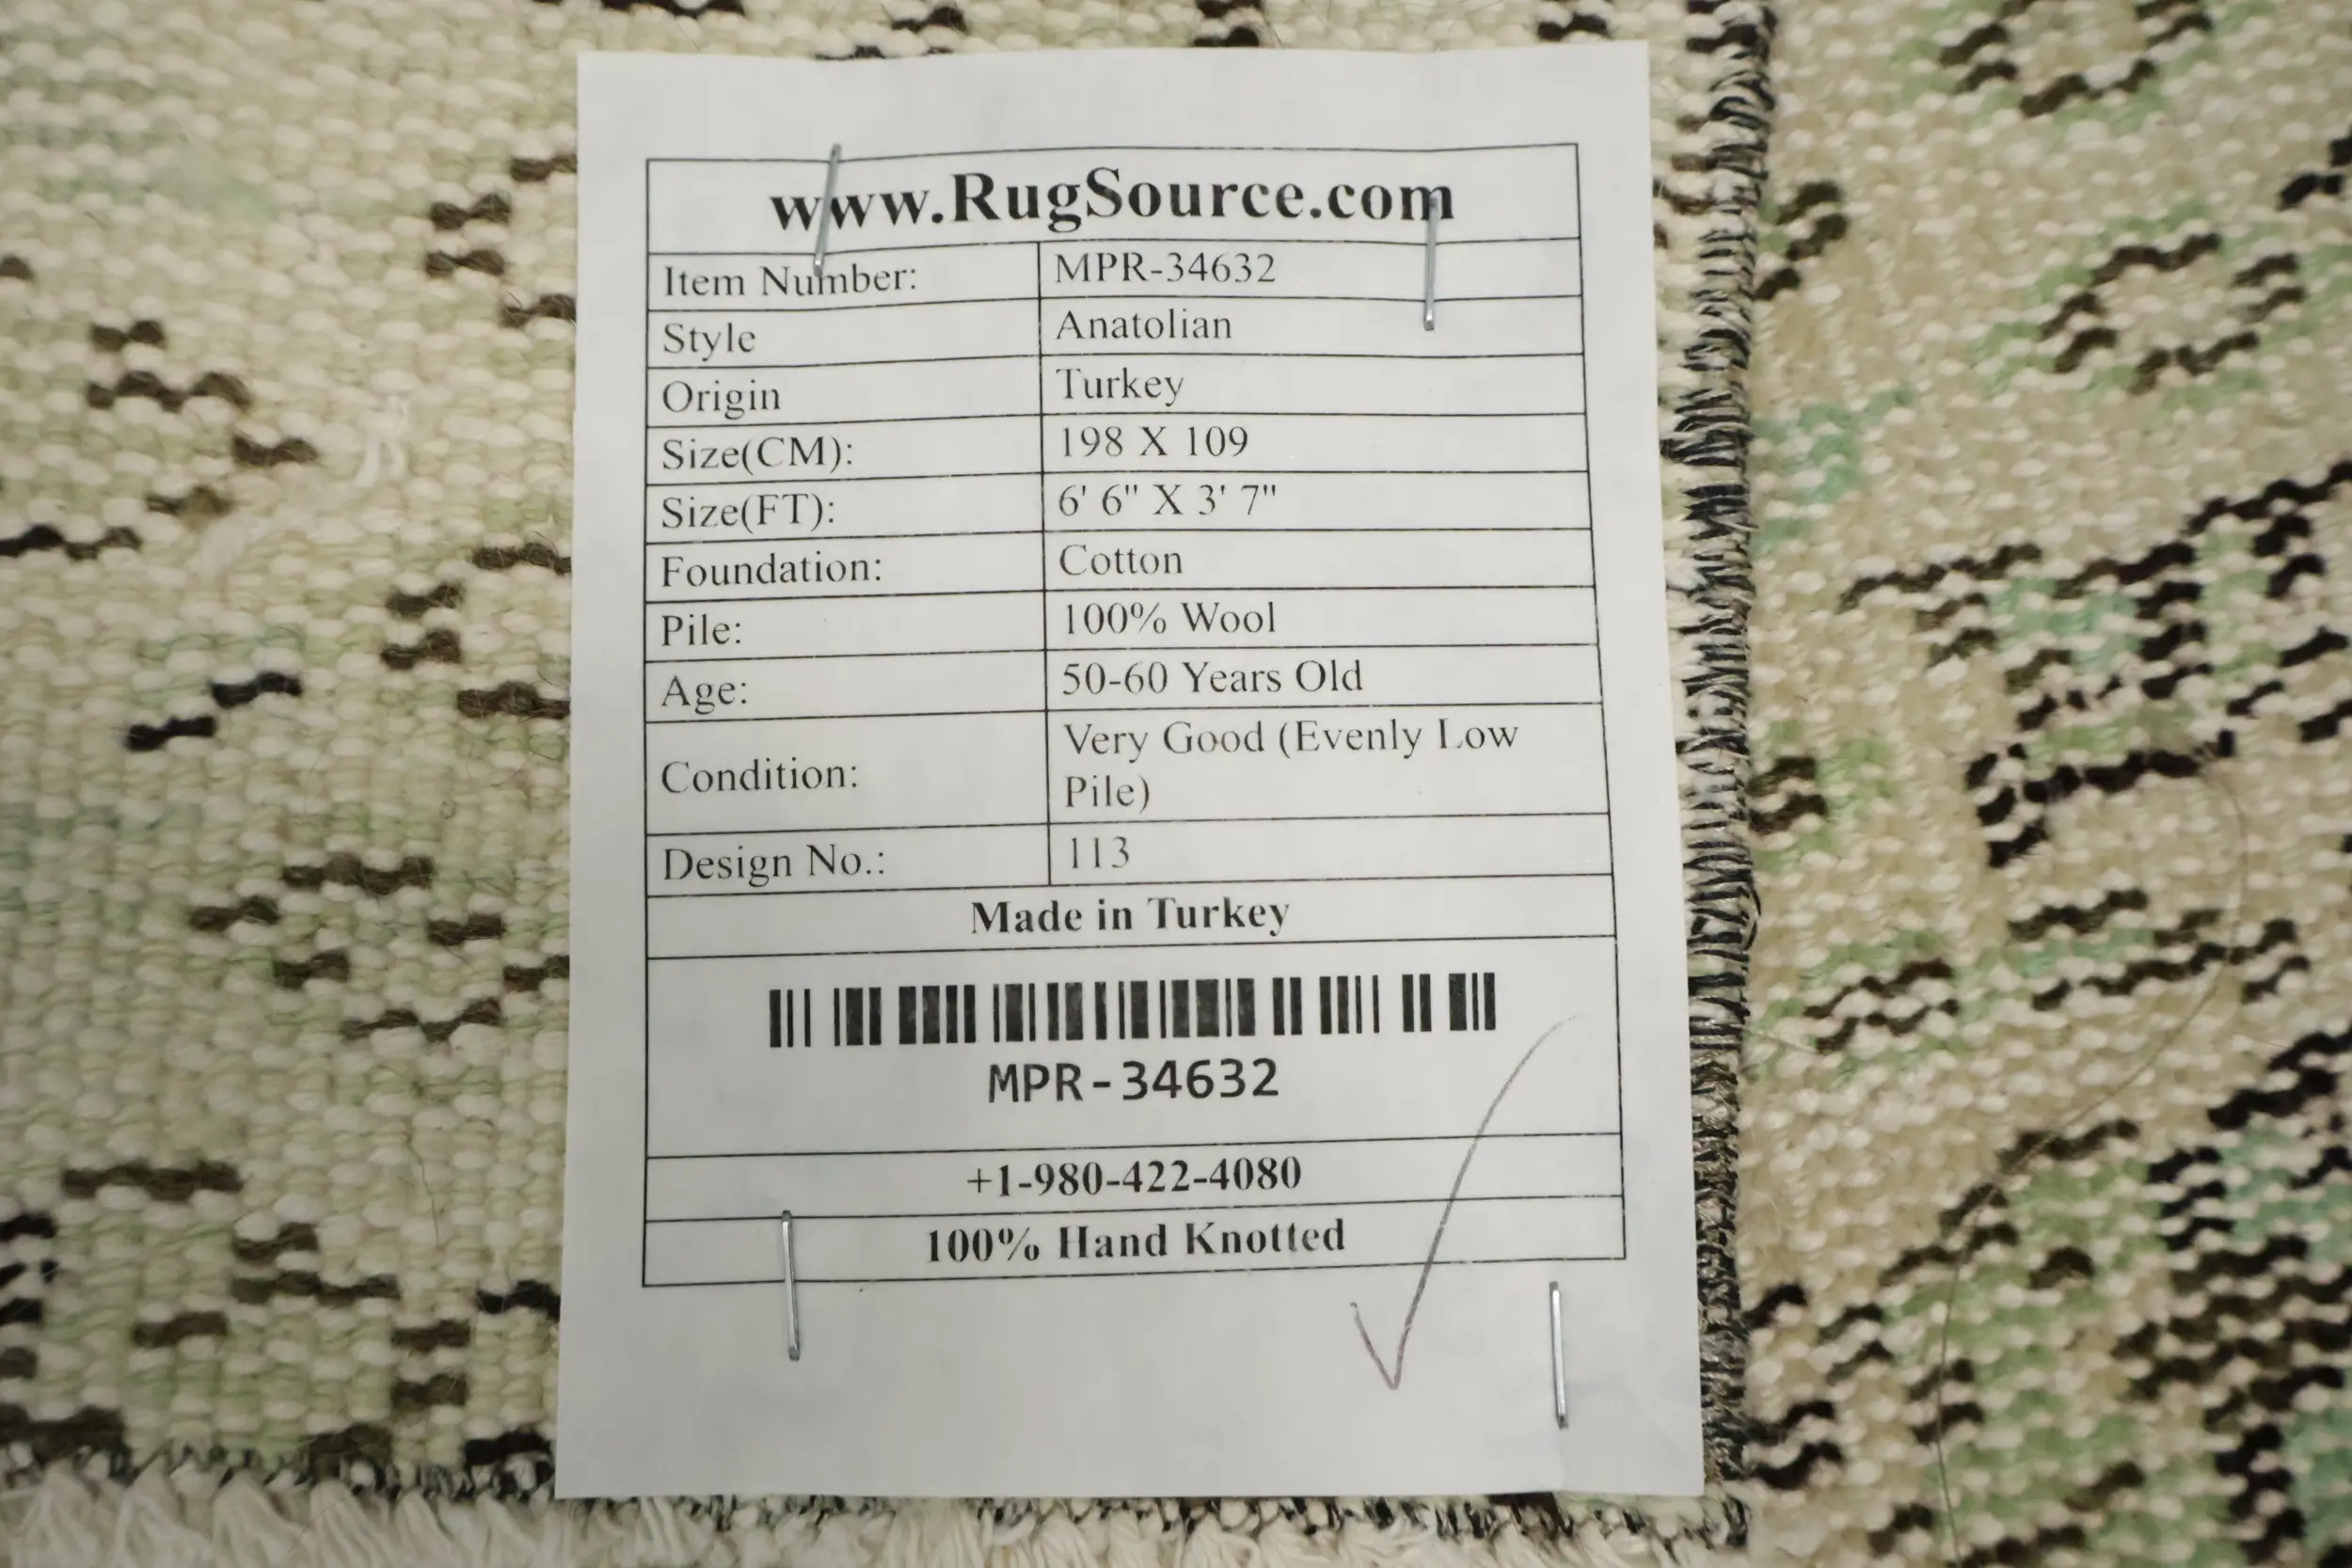 www.RugSource.com
Item Number: MPR-34632
Style Anatolian
Origin Turkey
Size(CM): 198 X 109
Size(FT): 6' 6" X 3' 7"
Foundation: Cotton
Pile: 100% Wool
Age: 50-60 Years Old
Condition: Very Good (Evenly Low
Pile)
Design No.: 113
Made in Turkey
MPR-34632
+1-980-422-4080
100% Hand Knotted